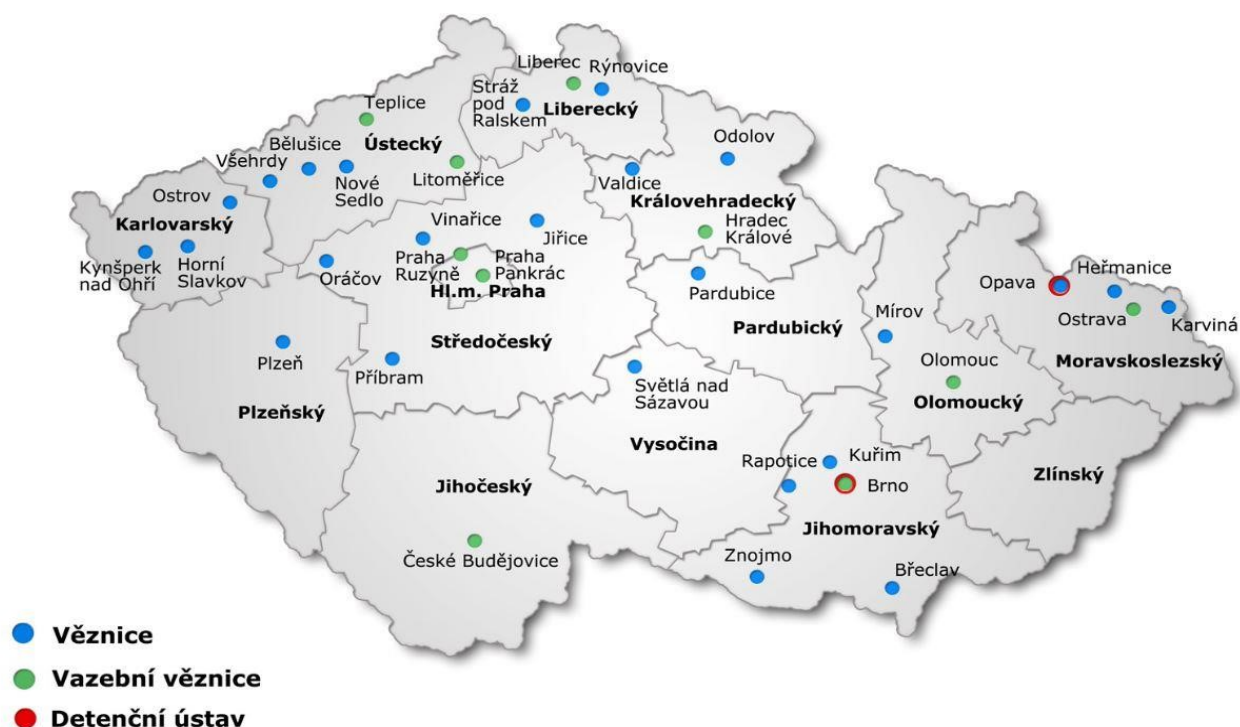 Liberec
Rýnovice
Stráž
pod
Ralskem
Liberecký
Teplice
Ústecký
Bělušice
Všehrdy
Nové
Sedlo
Litoměřice
Odolov
Valdice
Královehradecký
Hradec
Králové
Ostrov
Karlovarský
Kynšperk
nad Ohří
Horní
Slavkov
Vinařice
Jiřice
Oráčov
Praha
Ruzyně
Praha
Pankrác
Hl.m. Praha
Středočeský
Příbram
Plzeň
Plzeňský
Pardubice
Pardubický
Opava
Heřmanice
Ostrava
Karviná
Moravskoslezský
Mírov
Olomouc
Olomoucký
Světlá nad
Sázavou
Vysočina
Zlínský
Rapotice
Kuřim
Brno
Jihomoravský
Znojmo
Břeclav
Jihočeský
České Budějovice
Věznice
Vazební věznice
Detenční ústav